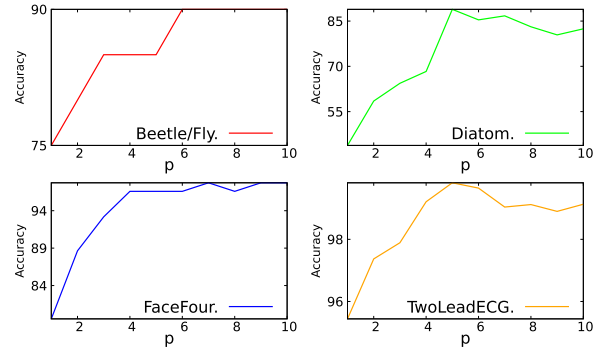 90
75
Accuracy
Beetle/Fly.
2 4 6 8 10
p
85
70
55
Accuracy
Diatom.
2 4 6 8 10
p
94
89
84
Accuracy
FaceFour.
2 4 6 8 10
p
98
96
Accuracy
TwoLeadECG.
2 4 6 8 10
p